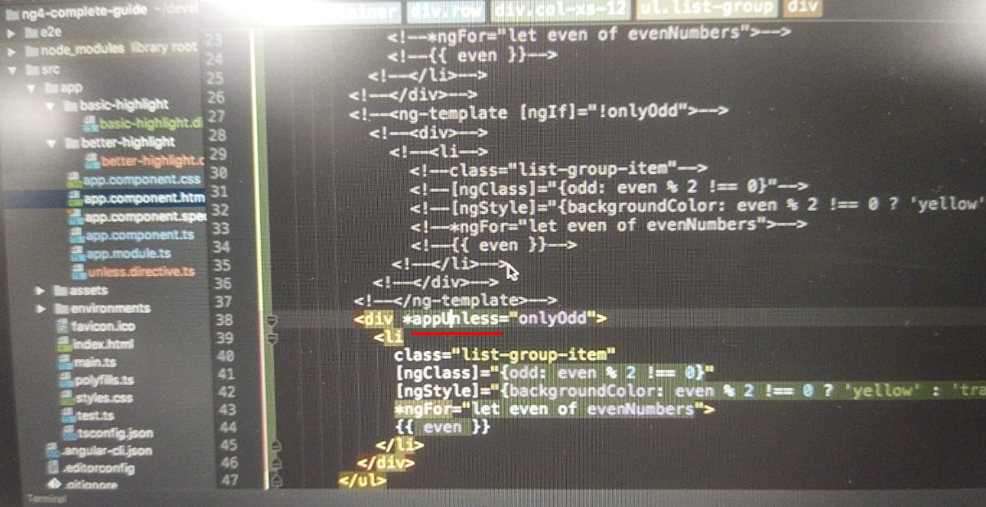 ng4-complete-guide ~/devel
e2e
node_modules library root
src
app
basic-highlight
basic-highlight.di
better-highlight
better-highlight.c
app.component.css
app.component.htm
app.component.spec
app.component.ts
app.module.ts
unless.directive.ts
assets
environments
favicon.ico
index.html
main.ts
polyfills.ts
styles.css
test.ts
tsconfig.json
.angular-cli.json
.editorconfig
.gitignore
Terminal
div.row div.col-xs-12 ul.list-group div
23 <!--*ngFor="let even of evenNumbers">-->
24 <!--{{ even }}-->
25 <!--</li>-->
26 <!--</div>-->
27 <!--<ng-template [ngIf]="!onlyOdd">-->
28 <!--<div>-->
29 <!--<li-->
30 <!--class="list-group-item"-->
31 <!--[ngClass]="{odd: even % 2 !== 0}"-->
32 <!--[ngStyle]="{backgroundColor: even % 2 !== 0 ? 'yellow'
33 <!--*ngFor="let even of evenNumbers">-->
34 <!--{{ even }}-->
35 <!--</li>-->
36 <!--</div>-->
37 <!--</ng-template>-->
38 <div *appUnless="onlyOdd">
39 <li
40 class="list-group-item"
41 [ngClass]="{odd: even % 2 !== 0}"
42 [ngStyle]="{backgroundColor: even % 2 !== 0 ? 'yellow' : 'tra
43 *ngFor="let even of evenNumbers">
44 {{ even }}
45 </li>
46 </div>
47 </ul>